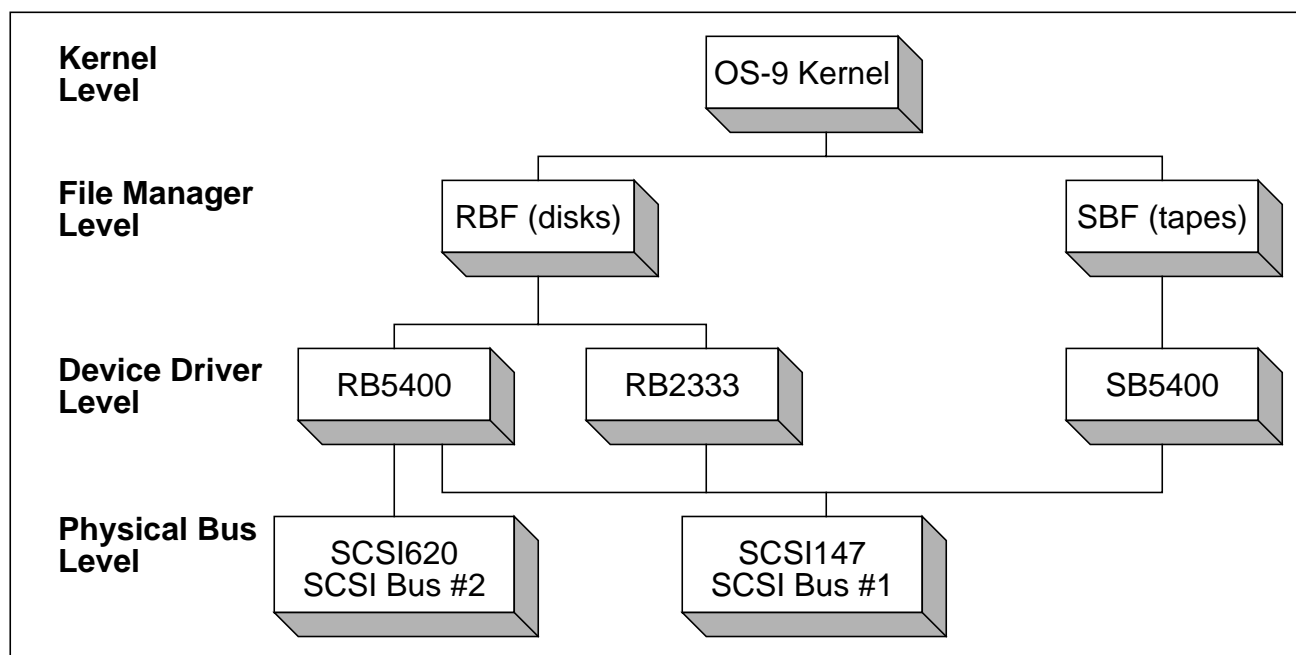 Kernel
Level
OS-9 Kernel
File Manager
Level
RBF (disks)
SBF (tapes)
Device Driver
Level
RB5400
RB2333
SB5400
Physical Bus
Level
SCSI620
SCSI Bus #2
SCSI147
SCSI Bus #1